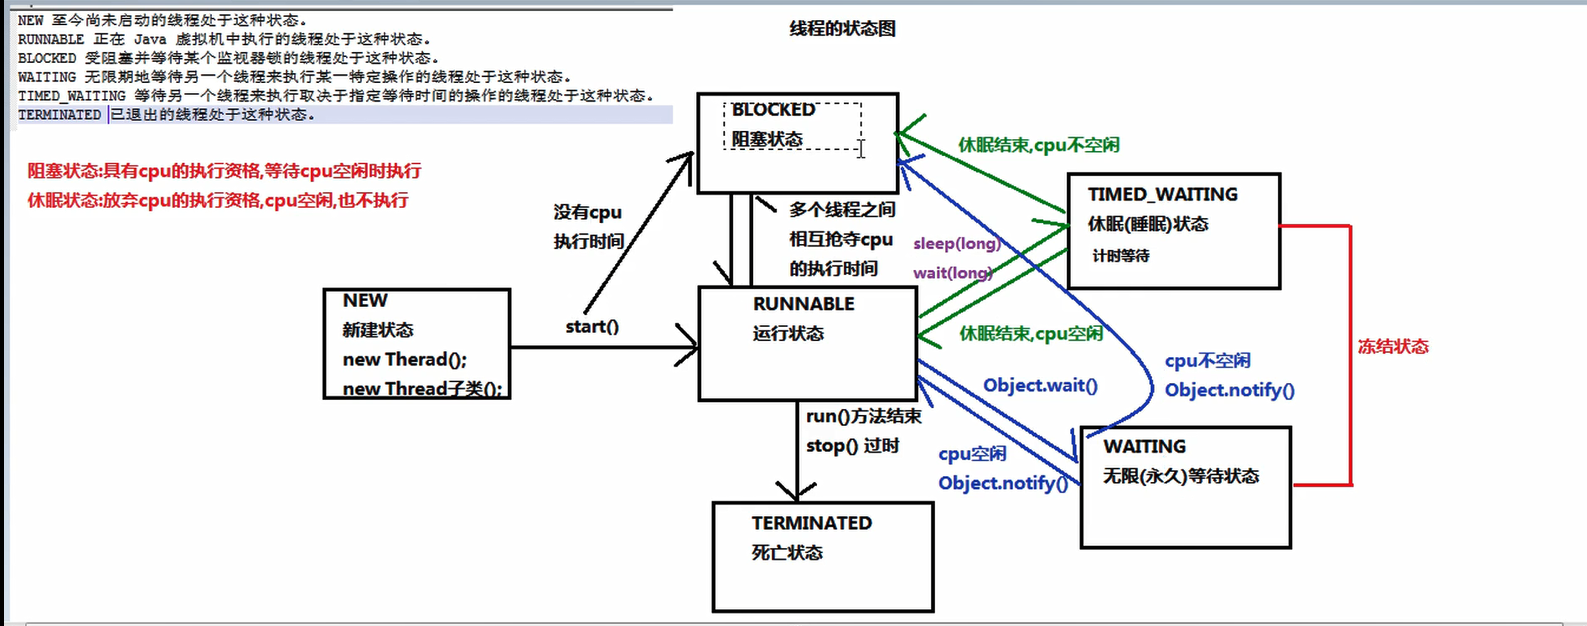 NEW 至今尚未启动的线程处于这种状态。
RUNNABLE 正在 Java 虚拟机中执行的线程处于这种状态。
BLOCKED 受阻塞并等待某个监视器锁的线程处于这种状态。
WAITING 无限期地等待另一个线程来执行某一特定操作的线程处于这种状态。
TIMED_WAITING 等待另一个线程来执行取决于指定等待时间的操作的线程处于这种状态。
TERMINATED 已退出的线程处于这种状态。
线程的状态图
阻塞状态:具有cpu的执行资格,等待cpu空闲时执行
休眠状态:放弃cpu的执行资格,cpu空闲,也不执行
BLOCKED
阻塞状态
休眠结束,cpu不空闲
TIMED_WAITING
休眠(睡眠)状态
计时等待
没有cpu
执行时间
多个线程之间
相互抢夺cpu
的执行时间
sleep(long)
wait(long)
NEW
新建状态
new Therad();
new Thread子类();
start()
RUNNABLE
运行状态
休眠结束,cpu空闲
冻结状态
cpu不空闲
Object.notify()
Object.wait()
run()方法结束
stop() 过时
cpu空闲
Object.notify()
WAITING
无限(永久)等待状态
TERMINATED
死亡状态